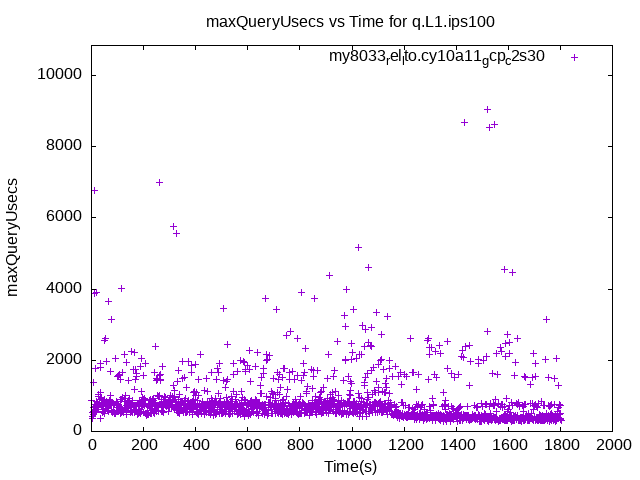 maxQueryUsecs vs Time for q.L1.ips100
my8033rellto.cy10a11gcpc2s30
maxQueryUsecs
10000
8000
6000
4000
2000
0
0 200 400 600 800 1000 1200 1400 1600 1800 2000
Time(s)